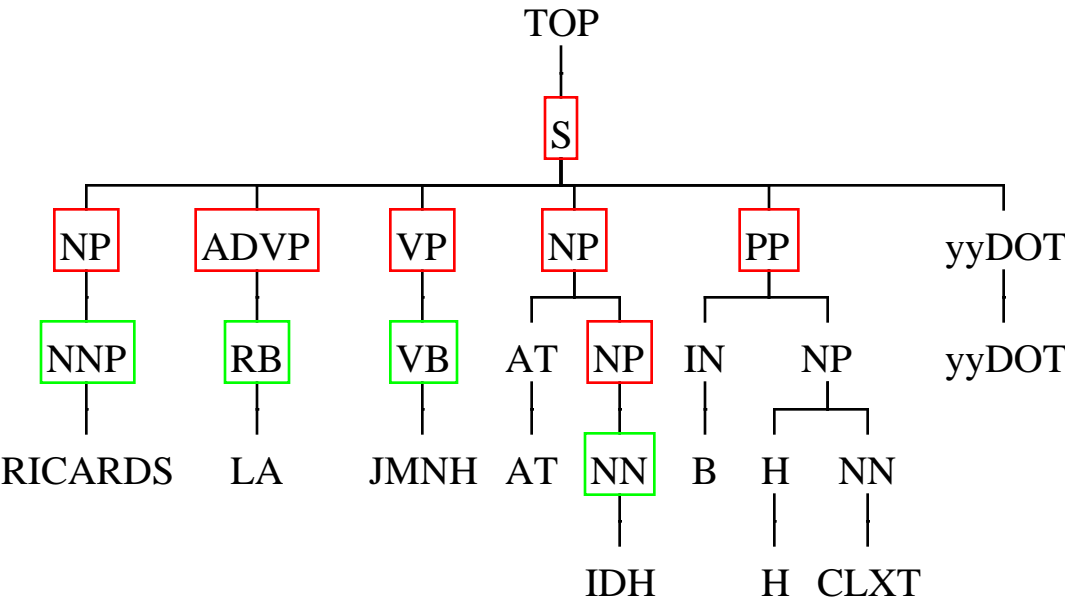 TOP
S
NP ADVP VP NP PP yyDOT
NNP RB VB AT NP IN NP yyDOT
RICARDS LA JMNH AT NN B H NN
IDH H CLXT